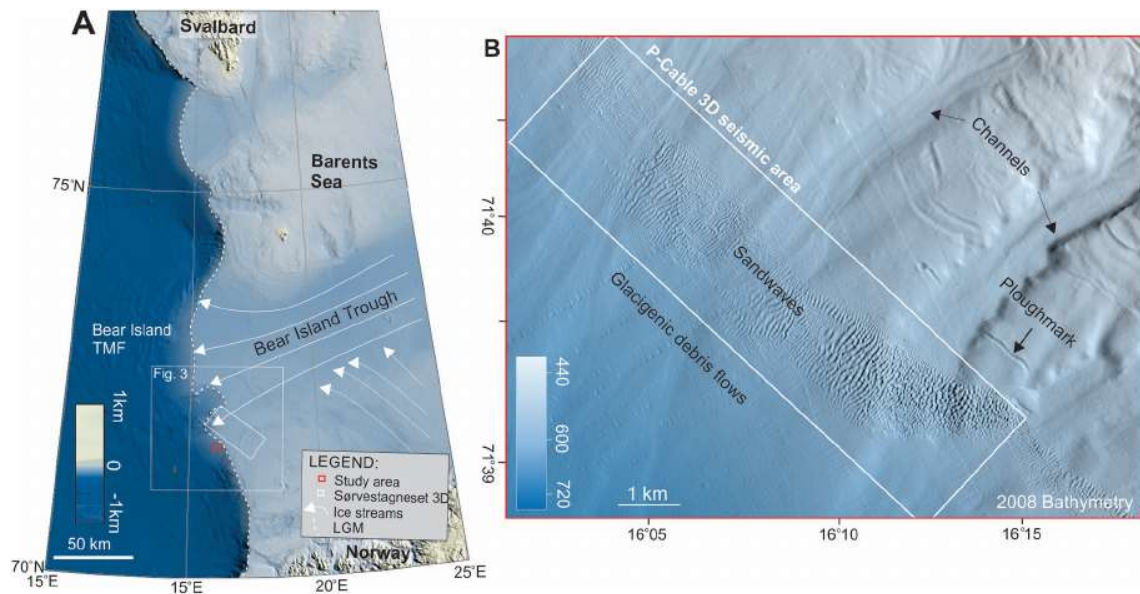 A
Svalbard
75°N
Barents
Sea
Bear Island Trough
Bear Island
TMF
Fig. 3
1km
0
-1km
50 km
LEGEND:
Study area
Sørvestagneset 3D
Ice streams
LGM
Norway
70°N
15°E
15°E
20°E
25°E
B
P-Cable 3D seismic area
Channels
71°40
Sandwaves
Ploughmark
Glacigenic debris flows
440
600
720
71°39
1 km
2008 Bathymetry
16°05
16°10
16°15